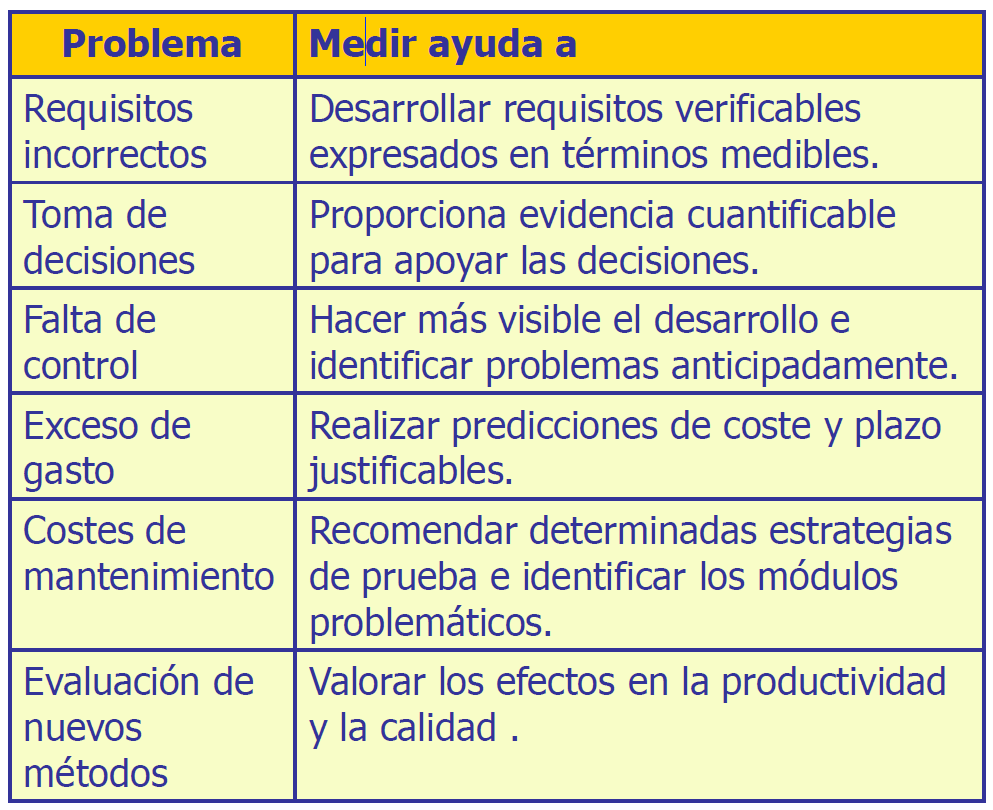 Problema
Medir ayuda a
Requisitos
incorrectos
Desarrollar requisitos verificables
expresados en términos medibles.
Toma de
decisiones
Proporciona evidencia cuantificable
para apoyar las decisiones.
Falta de
control
Hacer más visible el desarrollo e
identificar problemas anticipadamente.
Exceso de
gasto
Realizar predicciones de coste y plazo
justificables.
Costes de
mantenimiento
Recomendar determinadas estrategias
de prueba e identificar los módulos
problemáticos.
Evaluación de
nuevos
métodos
Valorar los efectos en la productividad
y la calidad .